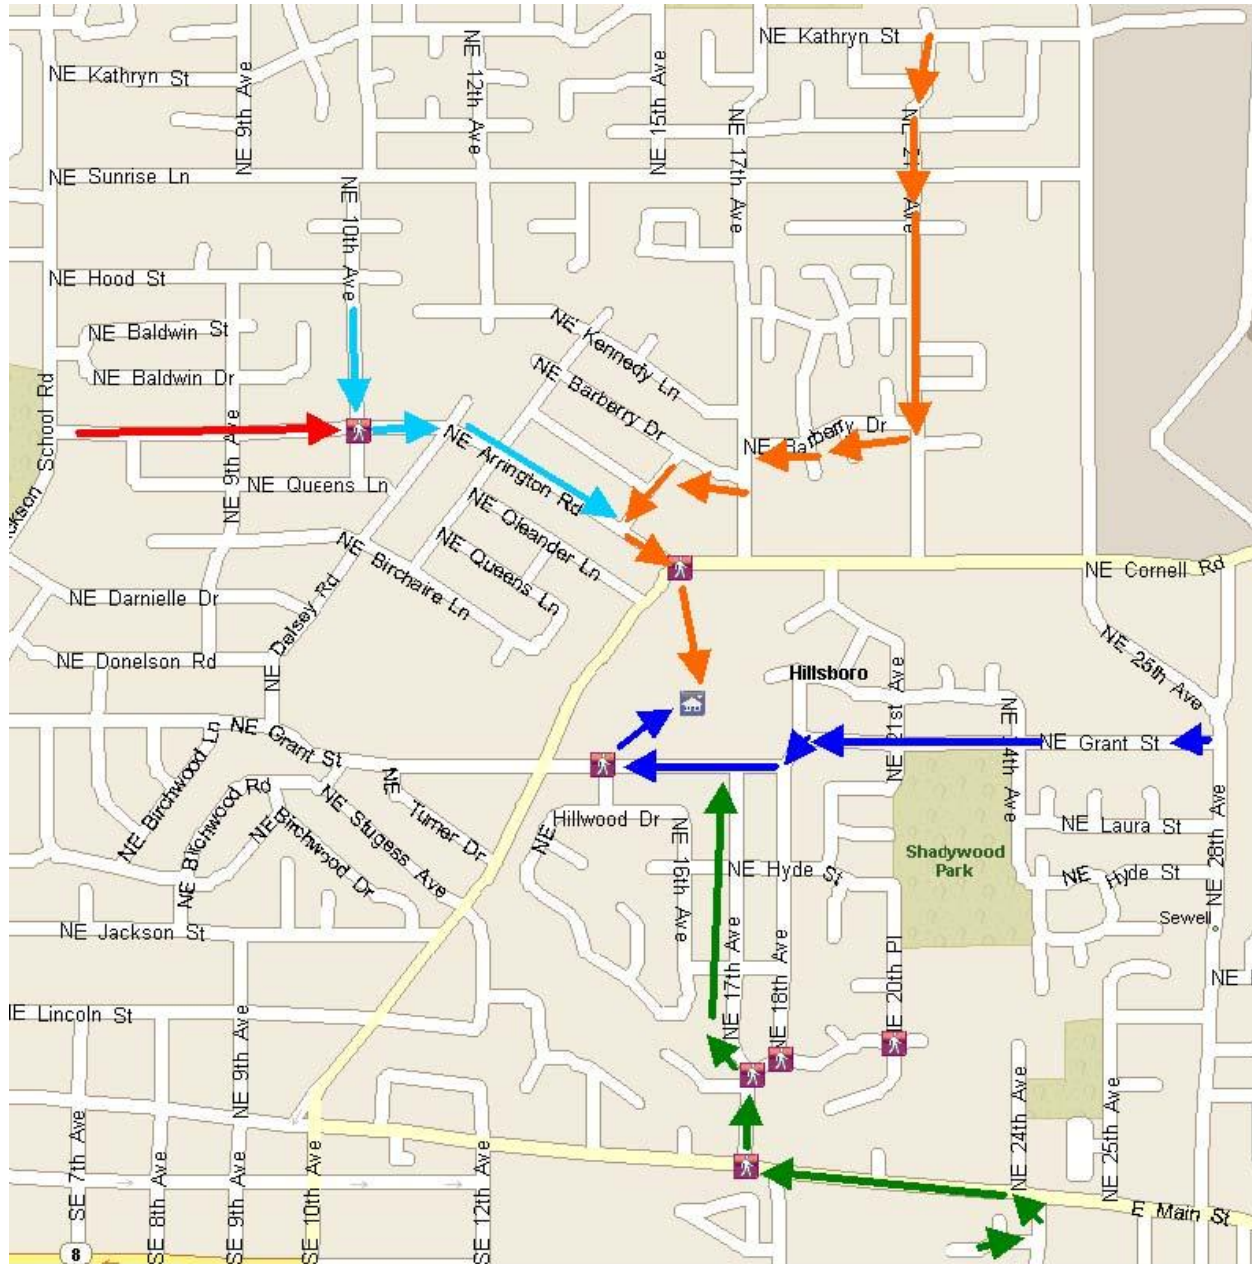 NE Kathryn St
NE Kathryn St
NE 9th Ave
NE 12th Ave
NE 15th Ave
NE 17th Ave
NE 21
Ave
NE Sunrise Ln
NE 10th Ave
NE Hood St
NE Baldwin St
NE Baldwin Dr
NE Kennedy Ln
NE Barberry Dr
NE Barberry Dr
School Rd
ckson
NE 9th Ave
NE Arrington Rd
NE Queens Ln
NE Oleander Ln
NE Queens Ln
NE Birchaire Ln
NE Delsey Rd
NE Cornell Rd
NE Darnielle Dr
NE Donelson Rd
NE 25th Ave
Hillsboro
NE 21st Ave
NE Grant St
NE Grant St
NE Birchwood Ln
NE Birchwood Rd
NE Birchwood Dr
NE Stugess Ave
NE Turner Dr
NE
Hillwood Dr
NE 16th Ave
NE Hyde St
NE 24th Ave
NE Laura St
NE Hyde St
NE 28th Ave
Shadywood
Park
Sewell
NE Jackson St
NE
NE 17th Ave
NE 18th Ave
NE 20th Pl
NE Lincoln St
NE 9th Ave
NE 24th Ave
NE 25th Ave
E Main St
SE 7th Ave
SE 8th Ave
SE 9th Ave
SE 10th Ave
SE 12th Ave
8